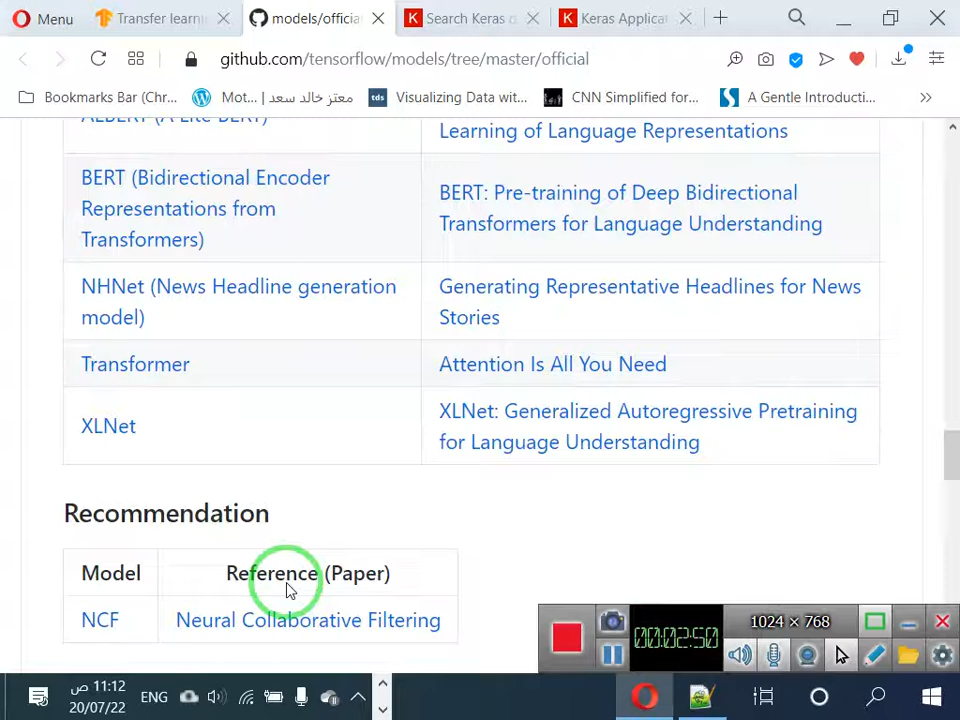 Menu
Transfer learni
models/officia
Search Keras d
Keras Applicat
github.com/tensorflow/models/tree/master/official
Bookmarks Bar (Chr...
Mot... | معتز خالد سعد
Visualizing Data wit...
CNN Simplified for...
A Gentle Introducti...
ALBERT (A Lite BERT)
Learning of Language Representations
BERT (Bidirectional Encoder
Representations from
Transformers)
BERT: Pre-training of Deep Bidirectional
Transformers for Language Understanding
NHNet (News Headline generation
model)
Generating Representative Headlines for News
Stories
Transformer
Attention Is All You Need
XLNet
XLNet: Generalized Autoregressive Pretraining
for Language Understanding
Recommendation
Model
Reference (Paper)
NCF
Neural Collaborative Filtering
00:02:50
1024 × 768
11:12 ص
20/07/22
ENG